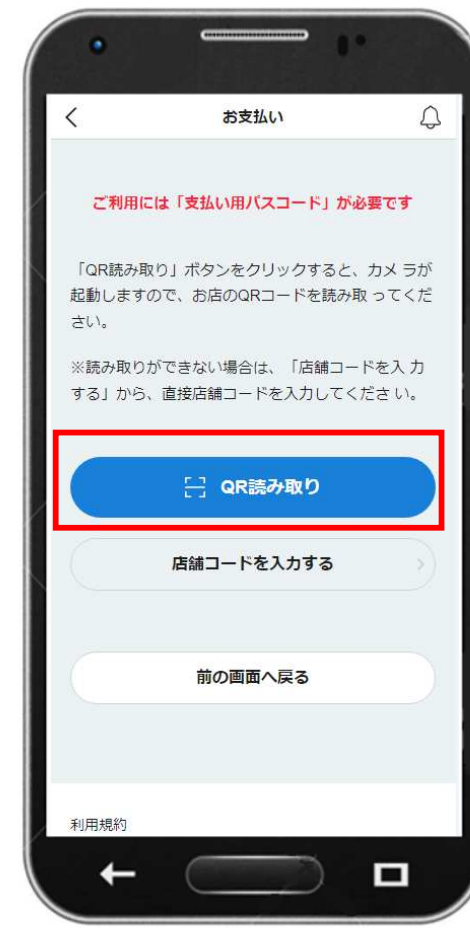 お支払い
ご利用には「支払い用パスコード」が必要です
「QR読み取り」ボタンをクリックすると、カメ ラが
起動しますので、お店のQRコードを読み取 ってくだ
さい。
※読み取りができない場合は、「店舗コードを入 力
する」から、直接店舗コードを入力してくださ い。
QR読み取り
店舗コードを入力する
前の画面へ戻る
利用規約